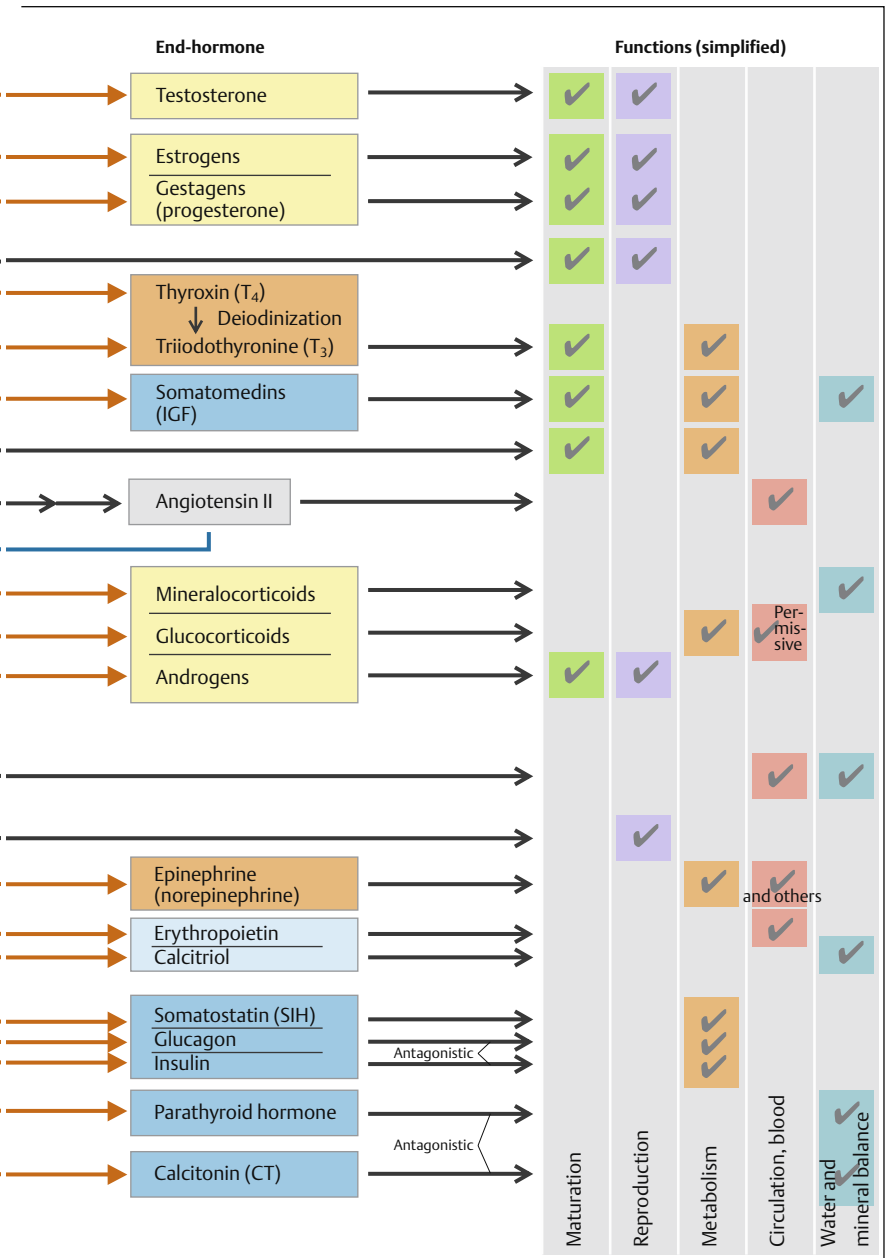 End-hormone
Functions (simplified)
Testosterone
Estrogens
Gestagens
(progesterone)
Thyroxin (T₄)
Deiodinization
Triiodothyronine (T₃)
Somatomedins
(IGF)
Angiotensin II
Mineralocorticoids
Glucocorticoids
Per-
mis-
sive
Androgens
Epinephrine
(norepinephrine)
and others
Erythropoietin
Calcitriol
Somatostatin (SIH)
Glucagon
Antagonistic
Insulin
Parathyroid hormone
Antagonistic
Calcitonin (CT)
Maturation
Reproduction
Metabolism
Circulation, blood
Water and
mineral balance